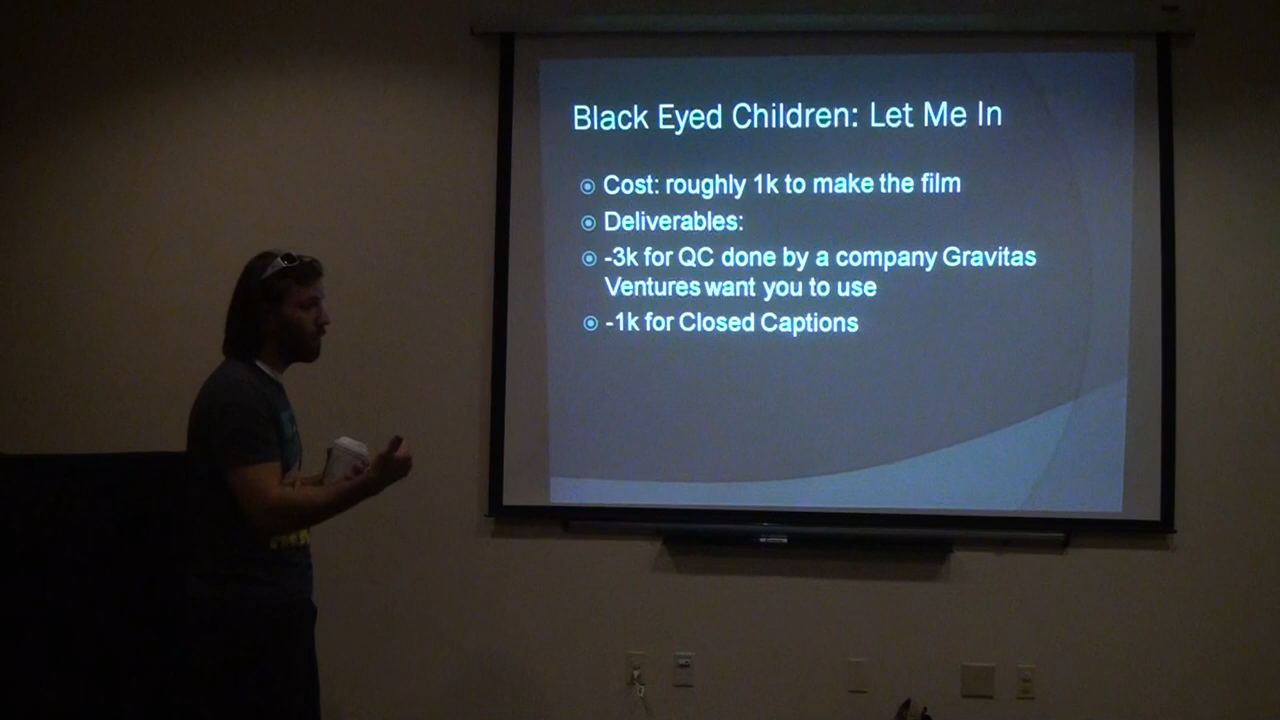 Black Eyed Children: Let Me In
Cost: roughly 1k to make the film
Deliverables:
-3k for QC done by a company Gravitas
Ventures want you to use
-1k for Closed Captions